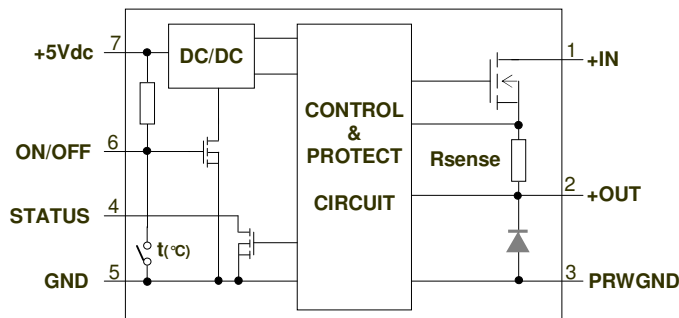 +5Vdc 7 DC/DC 1 +IN
CONTROL
&
PROTECT
CIRCUIT
ON/OFF 6
Rsense
2 +OUT
STATUS 4
t(°C)
GND 5
3 PRWGND